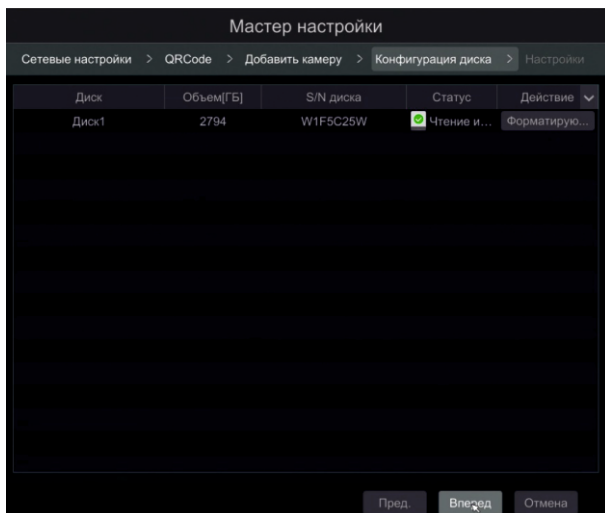 Мастер настройки
Сетевые настройки > QRCode > Добавить камеру > Конфигурация диска > Настройки
Диск Объем[ГБ] S/N диска Статус Действие
Диск1 2794 W1F5C25W Чтение и... Форматирую...
Пред. Вперед Отмена